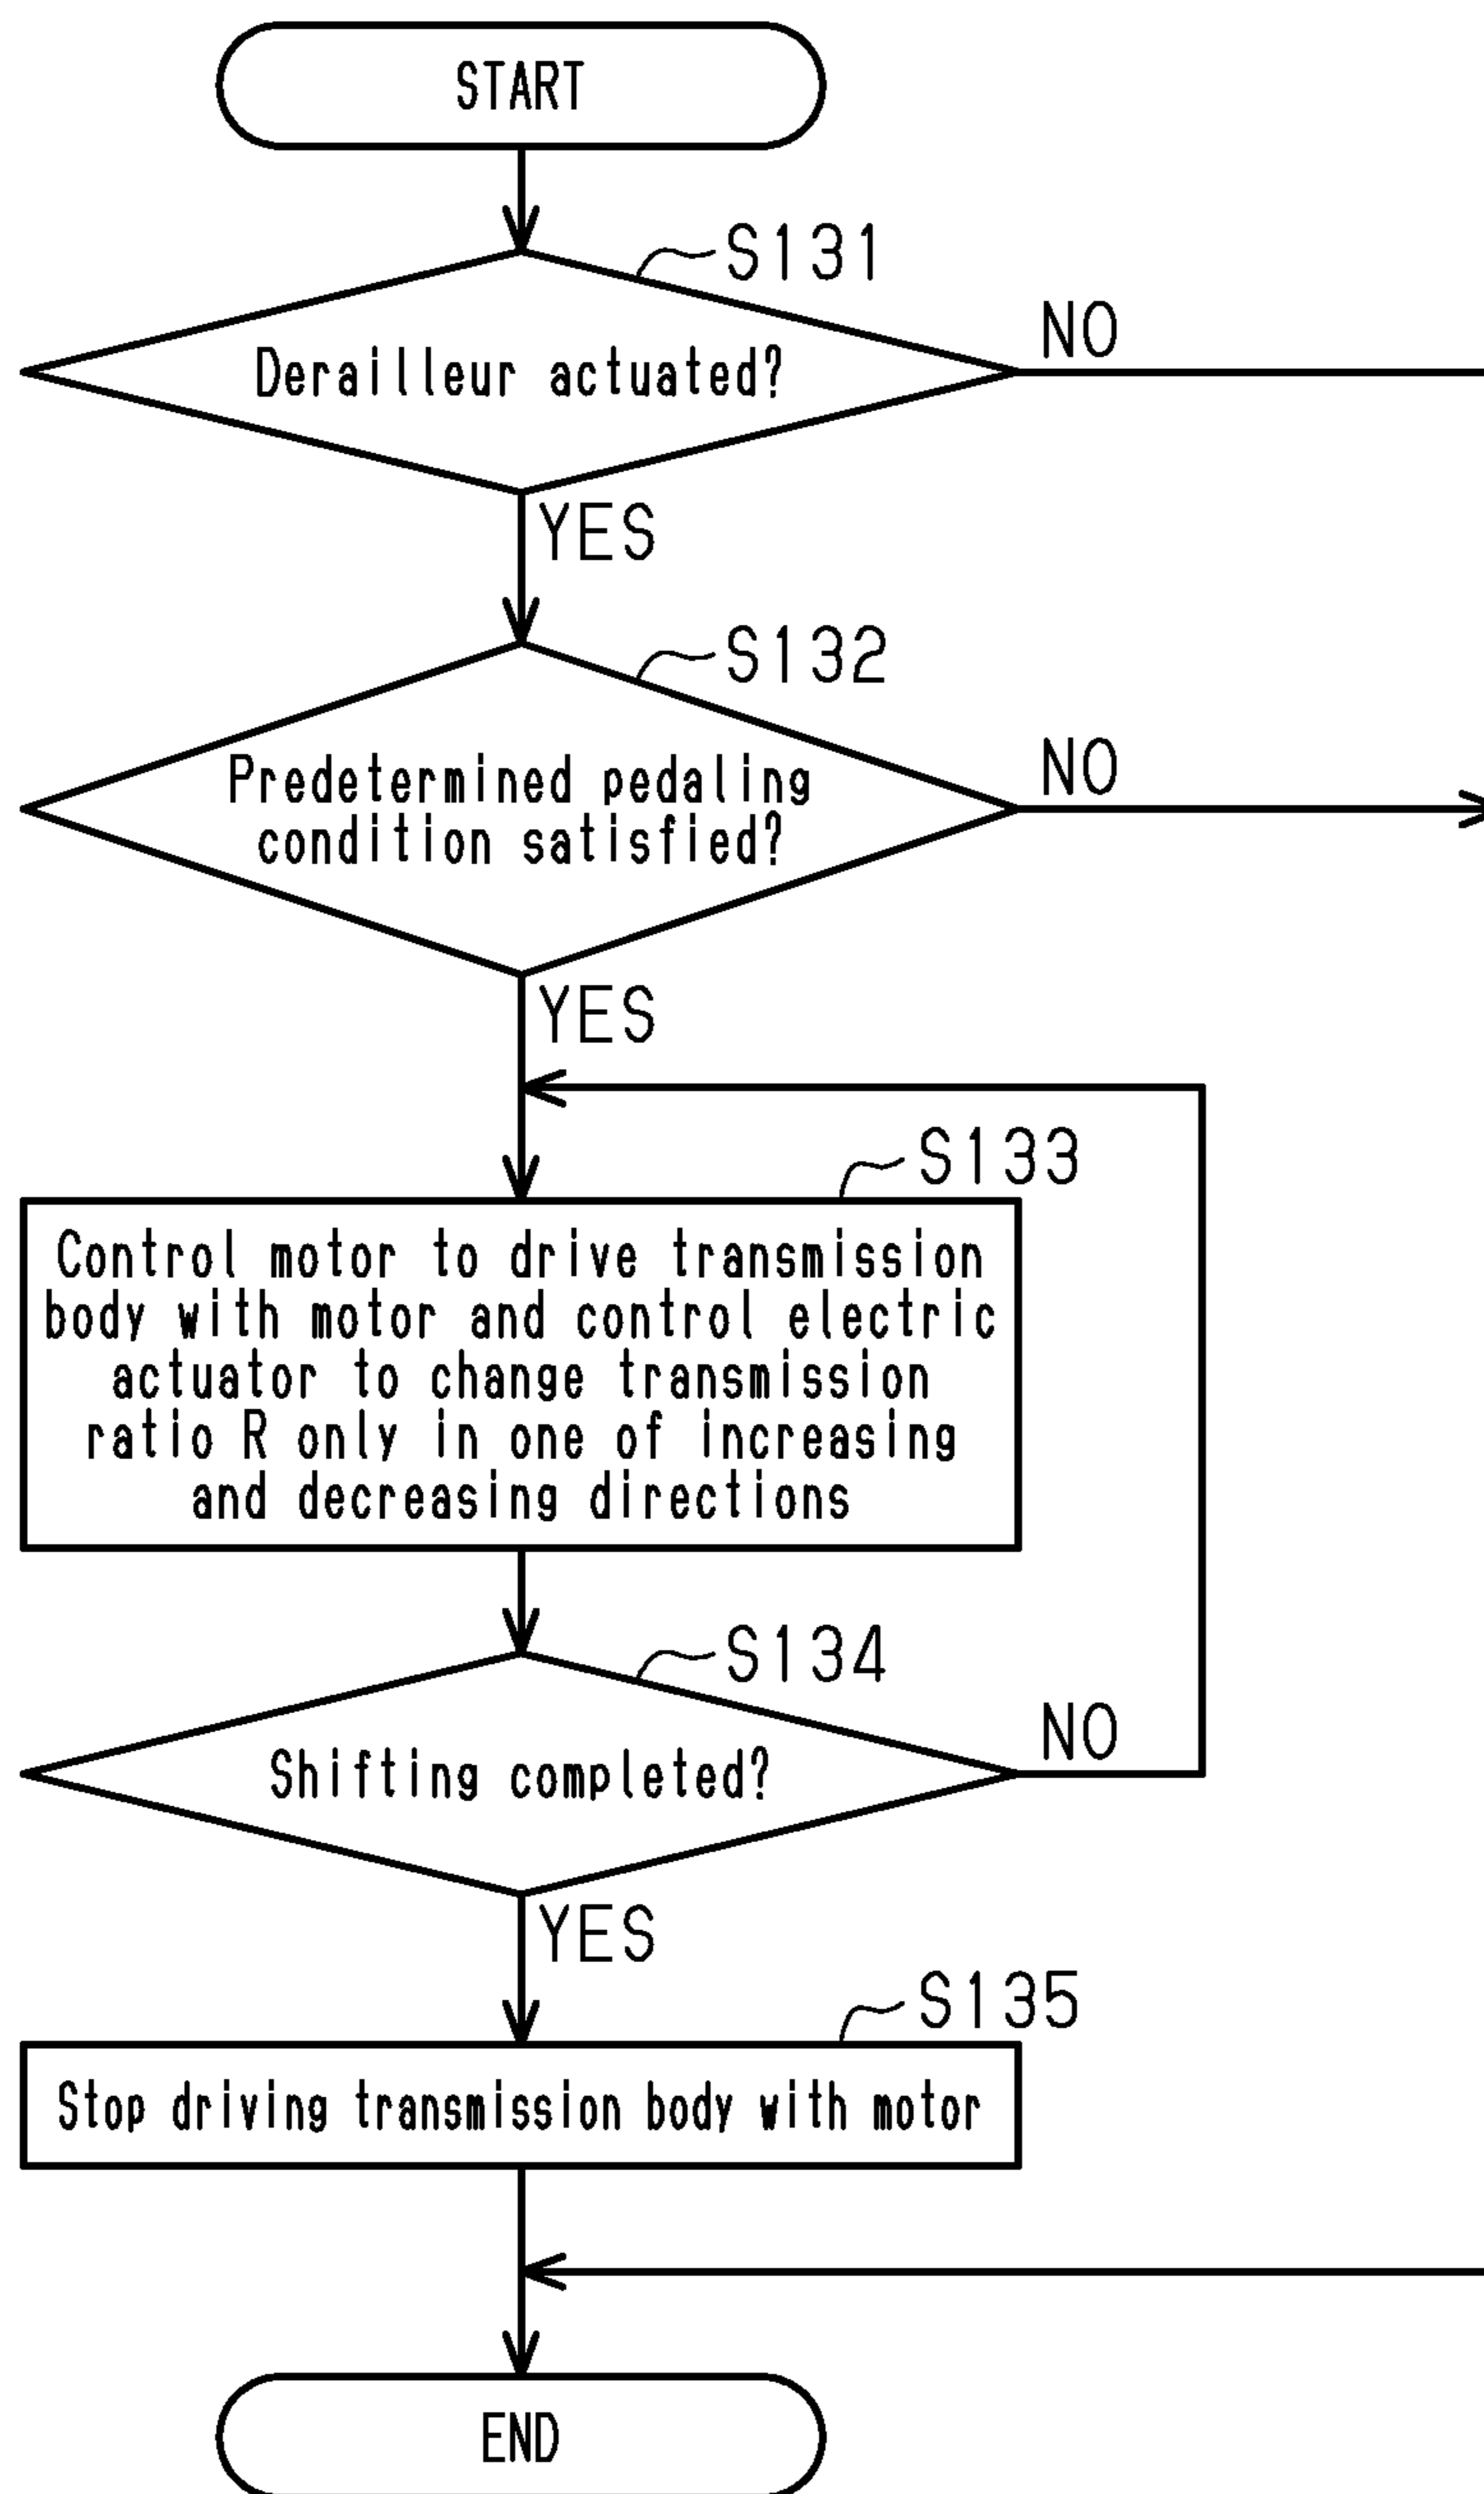 START
S131
Derailleur actuated?
NO
YES
S132
Predetermined pedaling
condition satisfied?
NO
YES
S133
Control motor to drive transmission
body with motor and control electric
actuator to change transmission
ratio R only in one of increasing
and decreasing directions
S134
Shifting completed?
NO
YES
S135
Stop driving transmission body with motor
END